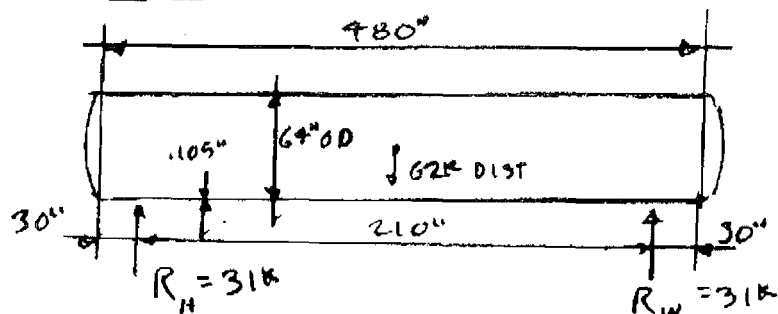 480"
.105"
64" OD
62K DIST
30"
210"
30"
R_H = 31K
R_W = 31K